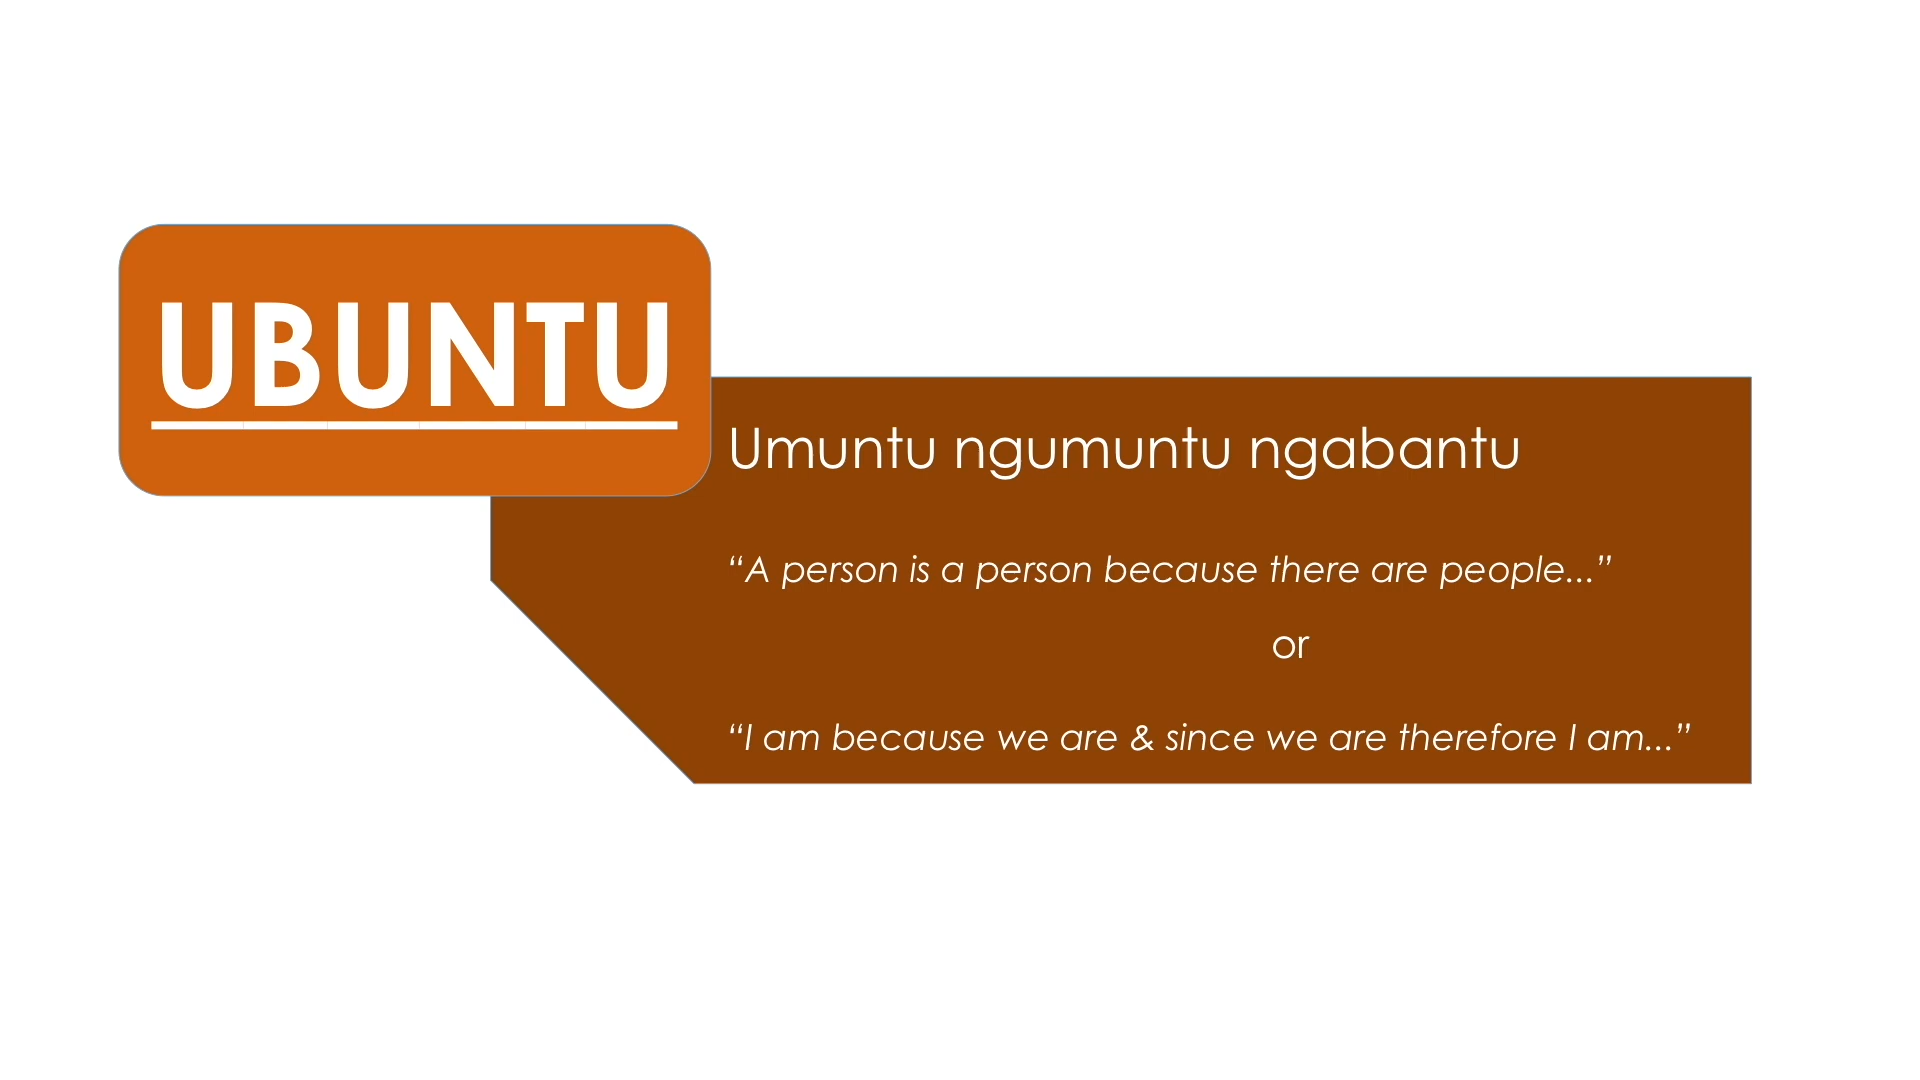 UBUNTU
Umuntu ngumuntu ngabantu
“A person is a person because there are people...”
or
“I am because we are & since we are therefore I am...”